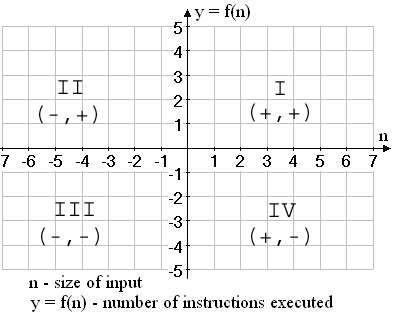 y = f(n)
5
4
3
2
1
II
(-,+)
I
(+,+)
n
7 -6 -5 -4 -3 -2 -1 1 2 3 4 5 6 7
-1
-2
-3
-4
-5
III
(-,-)
IV
(+,-)
n - size of input
y = f(n) - number of instructions executed